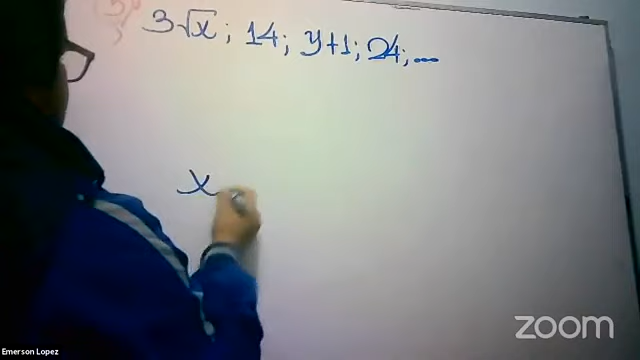 3√x ; 14 ; y+1 ; 24 ; ...
x
zoom
Emerson Lopez